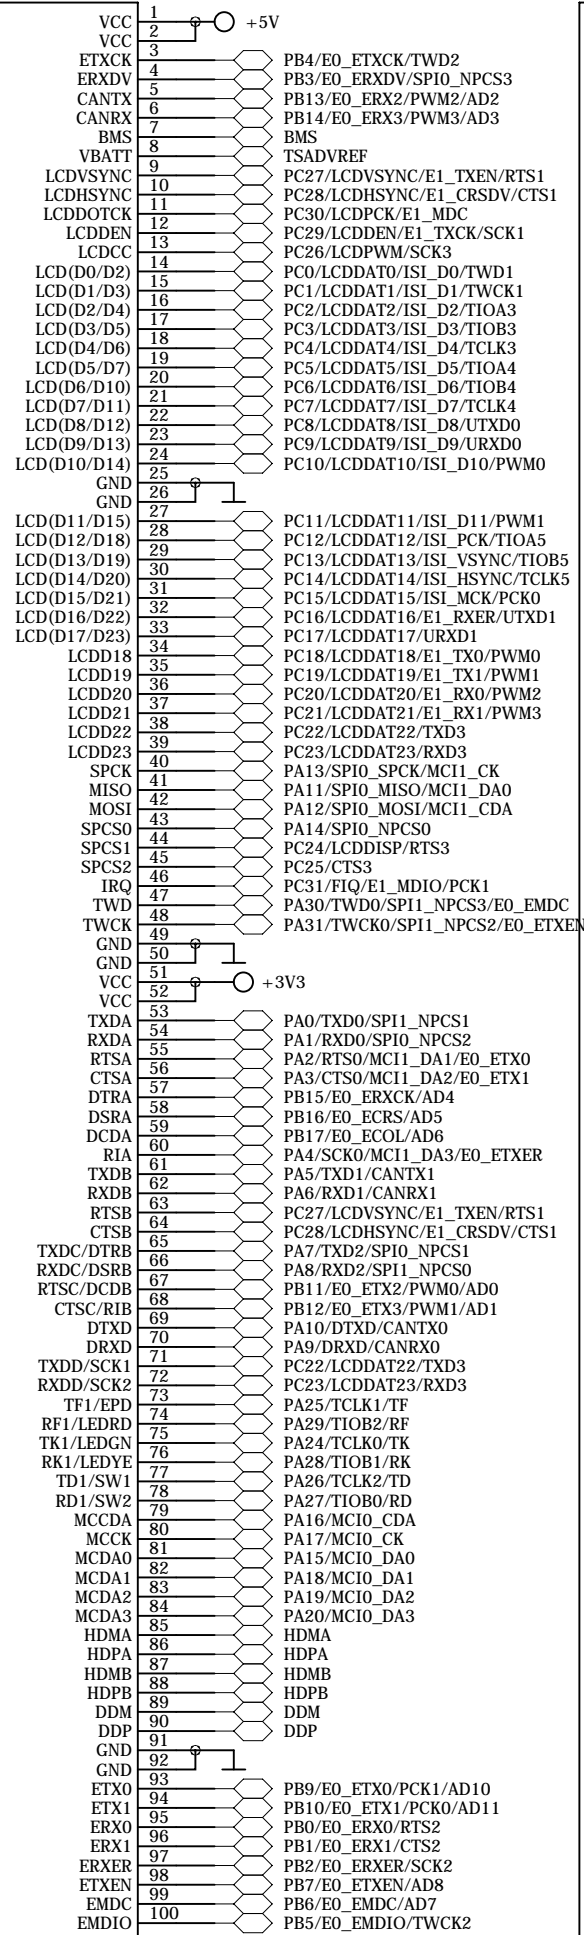 VCC 1 +5V
VCC 2
ETXCK 3 PB4/E0_ETXCK/TWD2
ERXDV 4 PB3/E0_ERXDV/SPI0_NPCS3
CANTX 5 PB13/E0_ERX2/PWM2/AD2
CANRX 6 PB14/E0_ERX3/PWM3/AD3
BMS 7 BMS
VBATT 8 TSADVREF
LCDVSYNC 9 PC27/LCDVSYNC/E1_TXEN/RTS1
LCDHSYNC 10 PC28/LCDHSYNC/E1_CRSDV/CTS1
LCDDOTCK 11 PC30/LCDPCK/E1_MDC
LCDDEN 12 PC29/LCDDEN/E1_TXCK/SCK1
LCDCC 13 PC26/LCDPWM/SCK3
LCD(D0/D2) 14 PC0/LCDDAT0/ISI_D0/TWD1
LCD(D1/D3) 15 PC1/LCDDAT1/ISI_D1/TWCK1
LCD(D2/D4) 16 PC2/LCDDAT2/ISI_D2/TIOA3
LCD(D3/D5) 17 PC3/LCDDAT3/ISI_D3/TIOB3
LCD(D4/D6) 18 PC4/LCDDAT4/ISI_D4/TCLK3
LCD(D5/D7) 19 PC5/LCDDAT5/ISI_D5/TIOA4
LCD(D6/D10) 20 PC6/LCDDAT6/ISI_D6/TIOB4
LCD(D7/D11) 21 PC7/LCDDAT7/ISI_D7/TCLK4
LCD(D8/D12) 22 PC8/LCDDAT8/ISI_D8/UTXD0
LCD(D9/D13) 23 PC9/LCDDAT9/ISI_D9/URXD0
LCD(D10/D14) 24 PC10/LCDDAT10/ISI_D10/PWM0
GND 25
GND 26
LCD(D11/D15) 27 PC11/LCDDAT11/ISI_D11/PWM1
LCD(D12/D18) 28 PC12/LCDDAT12/ISI_PCK/TIOA5
LCD(D13/D19) 29 PC13/LCDDAT13/ISI_VSYNC/TIOB5
LCD(D14/D20) 30 PC14/LCDDAT14/ISI_HSYNC/TCLK5
LCD(D15/D21) 31 PC15/LCDDAT15/ISI_MCK/PCK0
LCD(D16/D22) 32 PC16/LCDDAT16/E1_RXER/UTXD1
LCD(D17/D23) 33 PC17/LCDDAT17/URXD1
LCDD18 34 PC18/LCDDAT18/E1_TX0/PWM0
LCDD19 35 PC19/LCDDAT19/E1_TX1/PWM1
LCDD20 36 PC20/LCDDAT20/E1_RX0/PWM2
LCDD21 37 PC21/LCDDAT21/E1_RX1/PWM3
LCDD22 38 PC22/LCDDAT22/TXD3
LCDD23 39 PC23/LCDDAT23/RXD3
SPCK 40 PA13/SPI0_SPCK/MCI1_CK
MISO 41 PA11/SPI0_MISO/MCI1_DA0
MOSI 42 PA12/SPI0_MOSI/MCI1_CDA
SPCS0 43 PA14/SPI0_NPCS0
SPCS1 44 PC24/LCDDISP/RTS3
SPCS2 45 PC25/CTS3
IRQ 46 PC31/FIQ/E1_MDIO/PCK1
TWD 47 PA30/TWD0/SPI1_NPCS3/E0_EMDC
TWCK 48 PA31/TWCK0/SPI1_NPCS2/E0_ETXEN
GND 49
GND 50
VCC 51 +3V3
VCC 52
TXDA 53 PA0/TXD0/SPI1_NPCS1
RXDA 54 PA1/RXD0/SPI0_NPCS2
RTSA 55 PA2/RTS0/MCI1_DA1/E0_ETX0
CTSA 56 PA3/CTS0/MCI1_DA2/E0_ETX1
DTRA 57 PB15/E0_ERXCK/AD4
DSRA 58 PB16/E0_ECRS/AD5
DCDA 59 PB17/E0_ECOL/AD6
RIA 60 PA4/SCK0/MCI1_DA3/E0_ETXER
TXDB 61 PA5/TXD1/CANTX1
RXDB 62 PA6/RXD1/CANRX1
RTSB 63 PC27/LCDVSYNC/E1_TXEN/RTS1
CTSB 64 PC28/LCDHSYNC/E1_CRSDV/CTS1
TXDC/DTRB 65 PA7/TXD2/SPI0_NPCS1
RXDC/DSRB 66 PA8/RXD2/SPI1_NPCS0
RTSC/DCDB 67 PB11/E0_ETX2/PWM0/AD0
CTSC/RIB 68 PB12/E0_ETX3/PWM1/AD1
DTXD 69 PA10/DTXD/CANTX0
DRXD 70 PA9/DRXD/CANRX0
TXDD/SCK1 71 PC22/LCDDAT22/TXD3
RXDD/SCK2 72 PC23/LCDDAT23/RXD3
TF1/EPD 73 PA25/TCLK1/TF
RF1/LEDRD 74 PA29/TIOB2/RF
TK1/LEDGN 75 PA24/TCLK0/TK
RK1/LEDYE 76 PA28/TIOB1/RK
TD1/SW1 77 PA26/TCLK2/TD
RD1/SW2 78 PA27/TIOB0/RD
MCCDA 79 PA16/MCI0_CDA
MCCK 80 PA17/MCI0_CK
MCDA0 81 PA15/MCI0_DA0
MCDA1 82 PA18/MCI0_DA1
MCDA2 83 PA19/MCI0_DA2
MCDA3 84 PA20/MCI0_DA3
HDMA 85 HDMA
HDPA 86 HDPA
HDMB 87 HDMB
HDPB 88 HDPB
DDM 89 DDM
DDP 90 DDP
GND 91
GND 92
ETX0 93 PB9/E0_ETX0/PCK1/AD10
ETX1 94 PB10/E0_ETX1/PCK0/AD11
ERX0 95 PB0/E0_ERX0/RTS2
ERX1 96 PB1/E0_ERX1/CTS2
ERXER 97 PB2/E0_ERXER/SCK2
ETXEN 98 PB7/E0_ETXEN/AD8
EMDC 99 PB6/E0_EMDC/AD7
EMDIO 100 PB5/E0_EMDIO/TWCK2